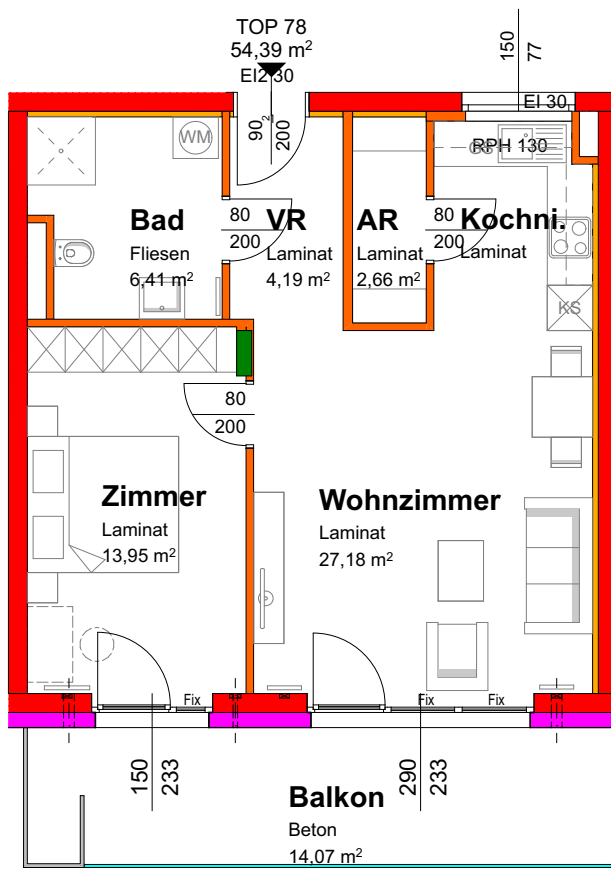 TOP 78
54,39 m²
EI2 30
90 2
200
150
77
EI 30
RPH 130
GS
WM
Bad
Fliesen
6,41 m²
80
200
VR
Laminat
4,19 m²
AR
Laminat
2,66 m²
80
200
Kochni.
Laminat
KS
80
200
Zimmer
Laminat
13,95 m²
Wohnzimmer
Laminat
27,18 m²
Fix
Fix
Fix
150
233
290
233
Balkon
Beton
14,07 m²